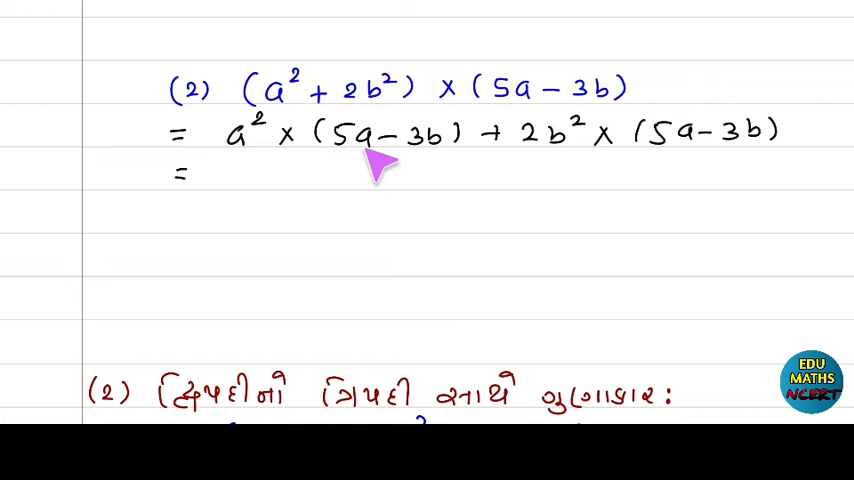 (2) (a² + 2b²) × (5a − 3b)
= a² × (5a − 3b) + 2b² × (5a − 3b)
=
(2) દ્વિપદીનો ત્રિપદી સાથે ગુણાકાર:
EDU
MATHS
NCERT